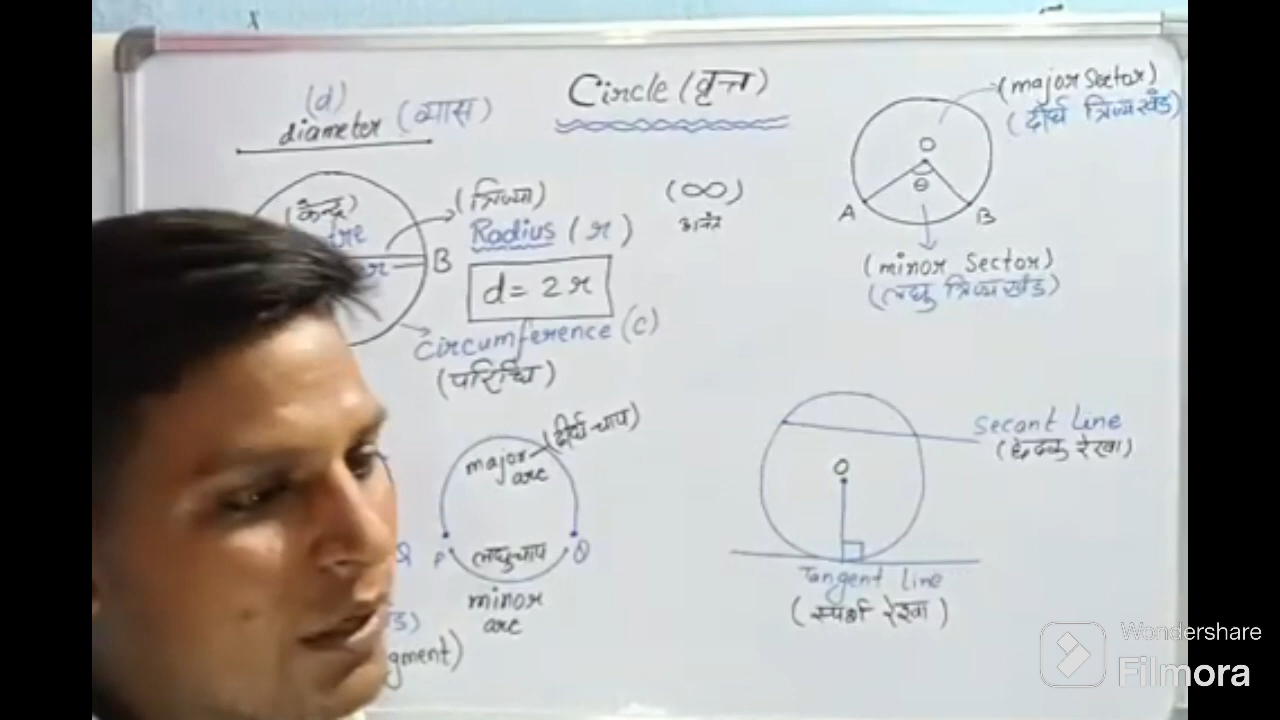 Circle (वृत्त)
(d)
diameter (व्यास)
(केन्द्र)
B
(त्रिज्या)
Radius (r)
d = 2r
Circumference (C)
(परिधि)
(∞)
(major Sector)
(दीर्घ त्रिज्यखंड)
O
θ
A
B
(minor Sector)
(लघु त्रिज्यखंड)
major
arc
(दीर्घ चाप)
P
लघु चाप
Q
minor
arc
Secant Line
(छेदक रेखा)
O
Tangent Line
(स्पर्श रेखा)
Wondershare
Filmora